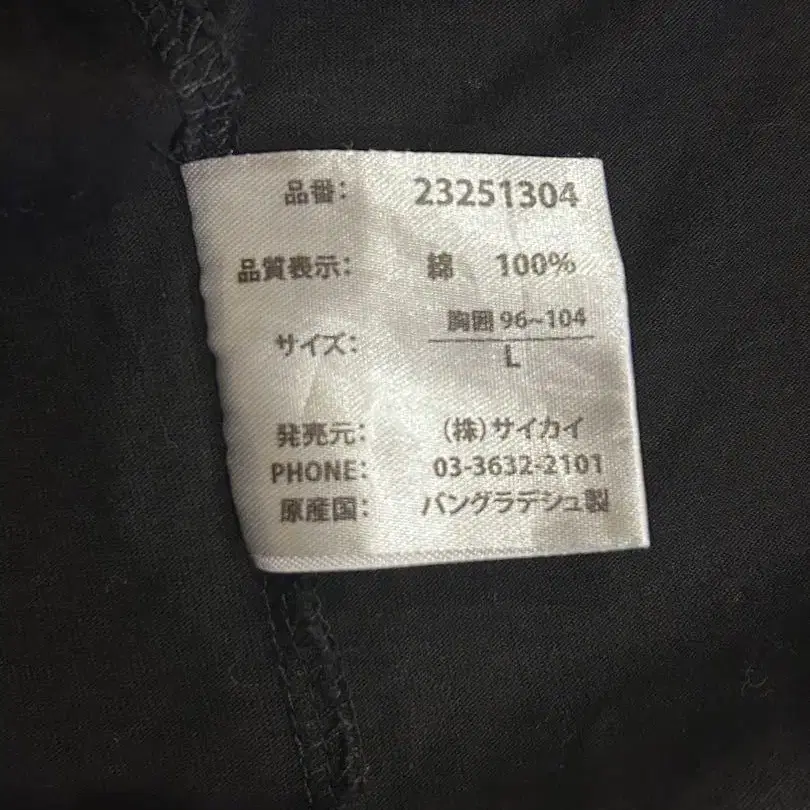 品番: 23251304
品質表示: 綿 100%
サイズ: 胸囲 96~104
L
発売元: (株)サイカイ
PHONE: 03-3632-2101
原産国: バングラデシュ製